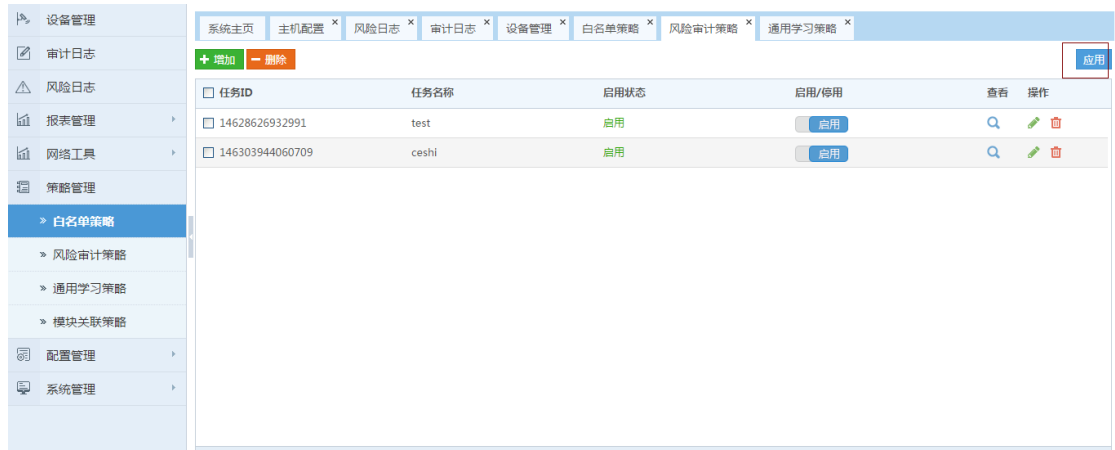 设备管理
审计日志
风险日志
报表管理
网络工具
策略管理
» 白名单策略
» 风险审计策略
» 通用学习策略
» 模块关联策略
配置管理
系统管理
系统主页 主机配置 × 风险日志 × 审计日志 × 设备管理 × 白名单策略 × 风险审计策略 × 通用学习策略 ×
+ 增加 − 删除 应用
任务ID 任务名称 启用状态 启用/停用 查看 操作
14628626932991 test 启用 启用
146303944060709 ceshi 启用 启用